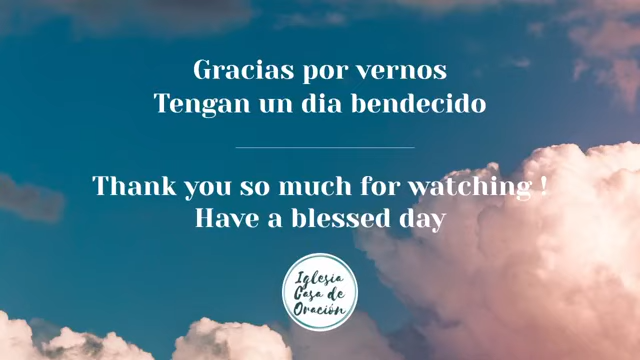 Gracias por vernos
Tengan un dia bendecido
Thank you so much for watching !
Have a blessed day
Iglesia
Casa de
Oración